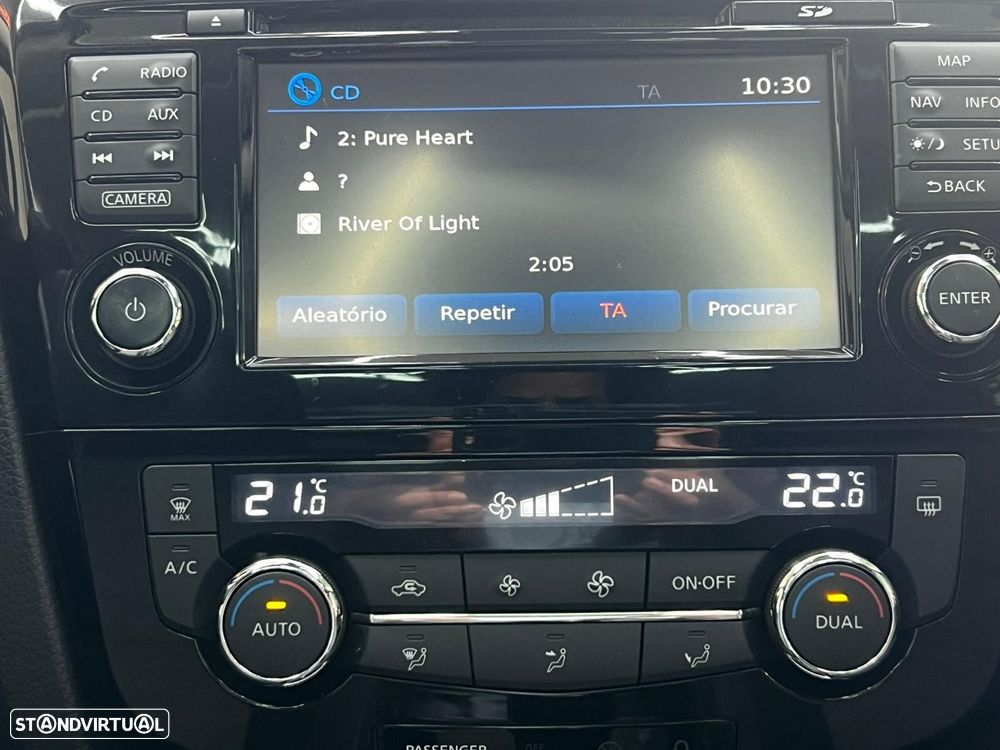 SD
RADIO
CD AUX
CAMERA
VOLUME
CD TA 10:30
2: Pure Heart
?
River Of Light
2:05
Aleatório Repetir TA Procurar
MAP
NAV INFO
SETU
BACK
ENTER
21.0°C DUAL 22.0°C
MAX
A/C
AUTO
ON·OFF
DUAL
PASSENGER
STANDVIRTUAL